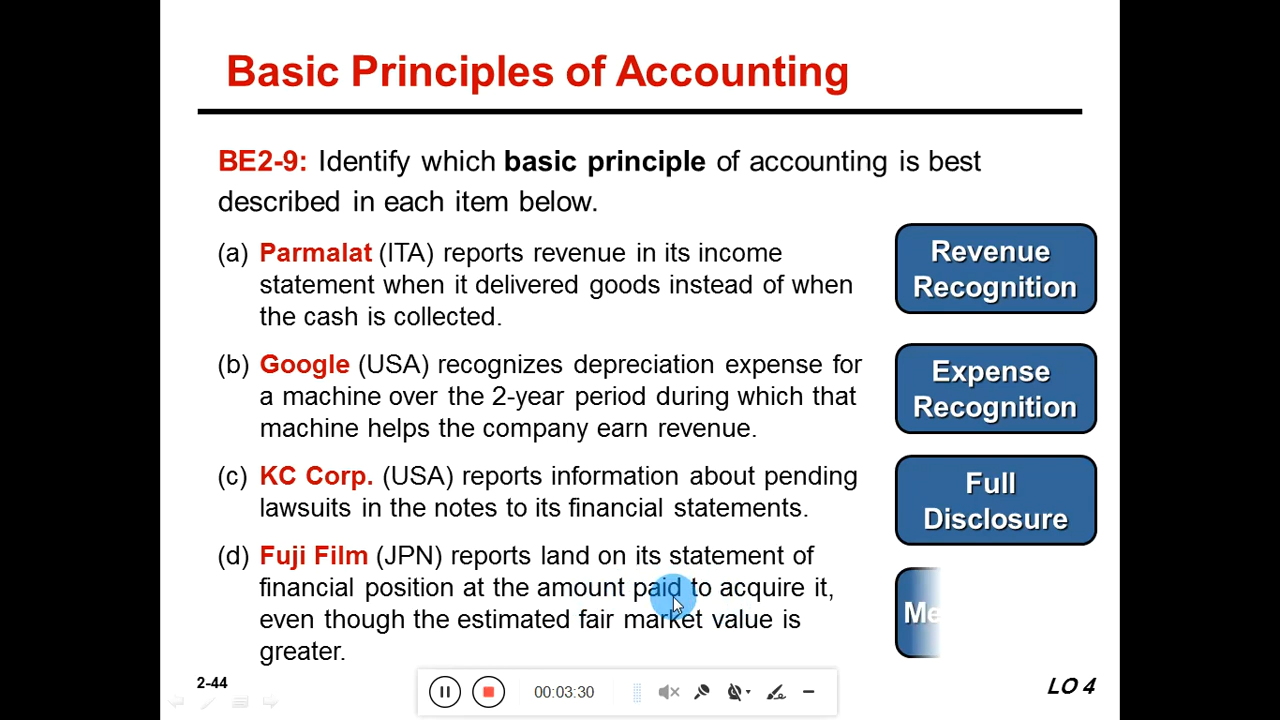 Basic Principles of Accounting
BE2-9: Identify which basic principle of accounting is best
described in each item below.
(a) Parmalat (ITA) reports revenue in its income
statement when it delivered goods instead of when
the cash is collected.
Revenue
Recognition
(b) Google (USA) recognizes depreciation expense for
a machine over the 2-year period during which that
machine helps the company earn revenue.
Expense
Recognition
(c) KC Corp. (USA) reports information about pending
lawsuits in the notes to its financial statements.
Full
Disclosure
(d) Fuji Film (JPN) reports land on its statement of
financial position at the amount paid to acquire it,
even though the estimated fair market value is
greater.
2-44
00:03:30
LO 4